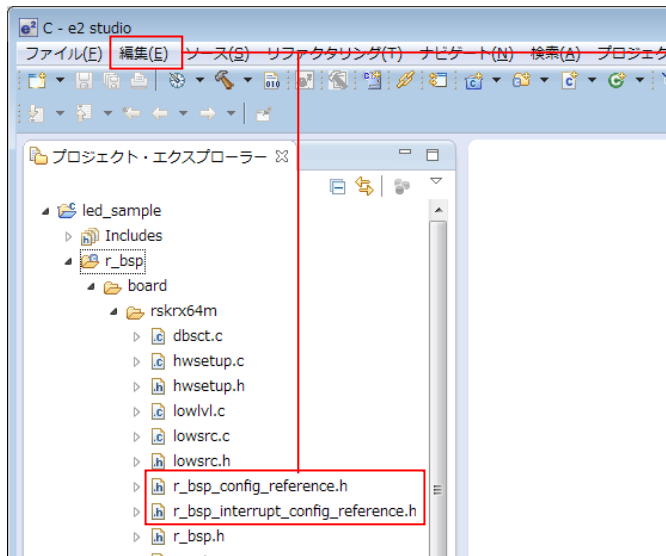 C - e2 studio
ファイル(F) 編集(E) ソース(S) リファクタリング(T) ナビゲート(N) 検索(A) プロジェク
プロジェクト・エクスプローラー
led_sample
Includes
r_bsp
board
rskrx64m
dbsct.c
hwsetup.c
hwsetup.h
lowlvl.c
lowsrc.c
lowsrc.h
r_bsp_config_reference.h
r_bsp_interrupt_config_reference.h
r_bsp.h